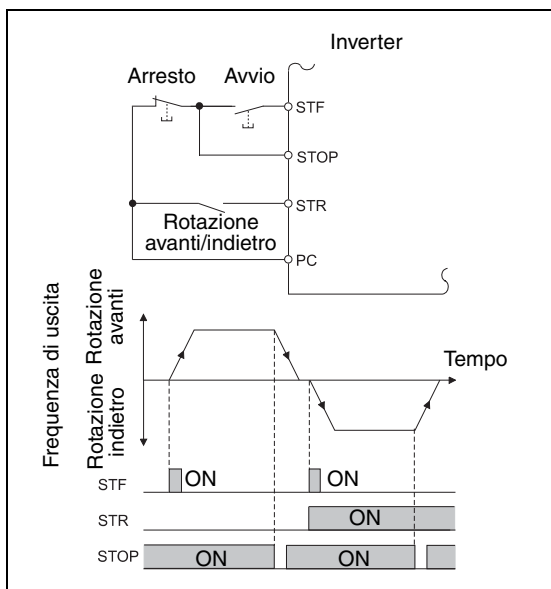 Inverter
Arresto
Avvio
STF
STOP
STR
Rotazione
avanti/indietro
PC
Frequenza di uscita
Rotazione
avanti
Rotazione
indietro
Tempo
STF
ON
ON
STR
ON
STOP
ON
ON